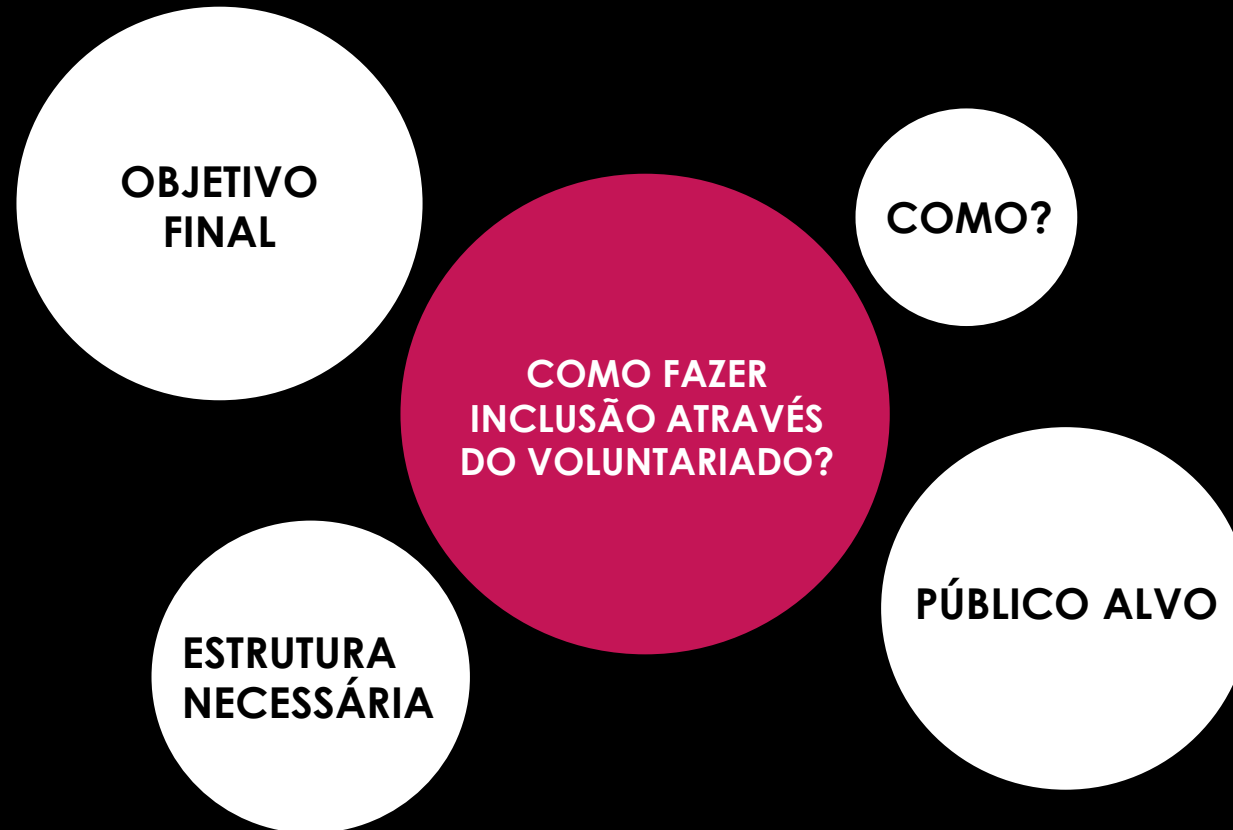 OBJETIVO
FINAL
COMO?
COMO FAZER
INCLUSÃO ATRAVÉS
DO VOLUNTARIADO?
PÚBLICO ALVO
ESTRUTURA
NECESSÁRIA